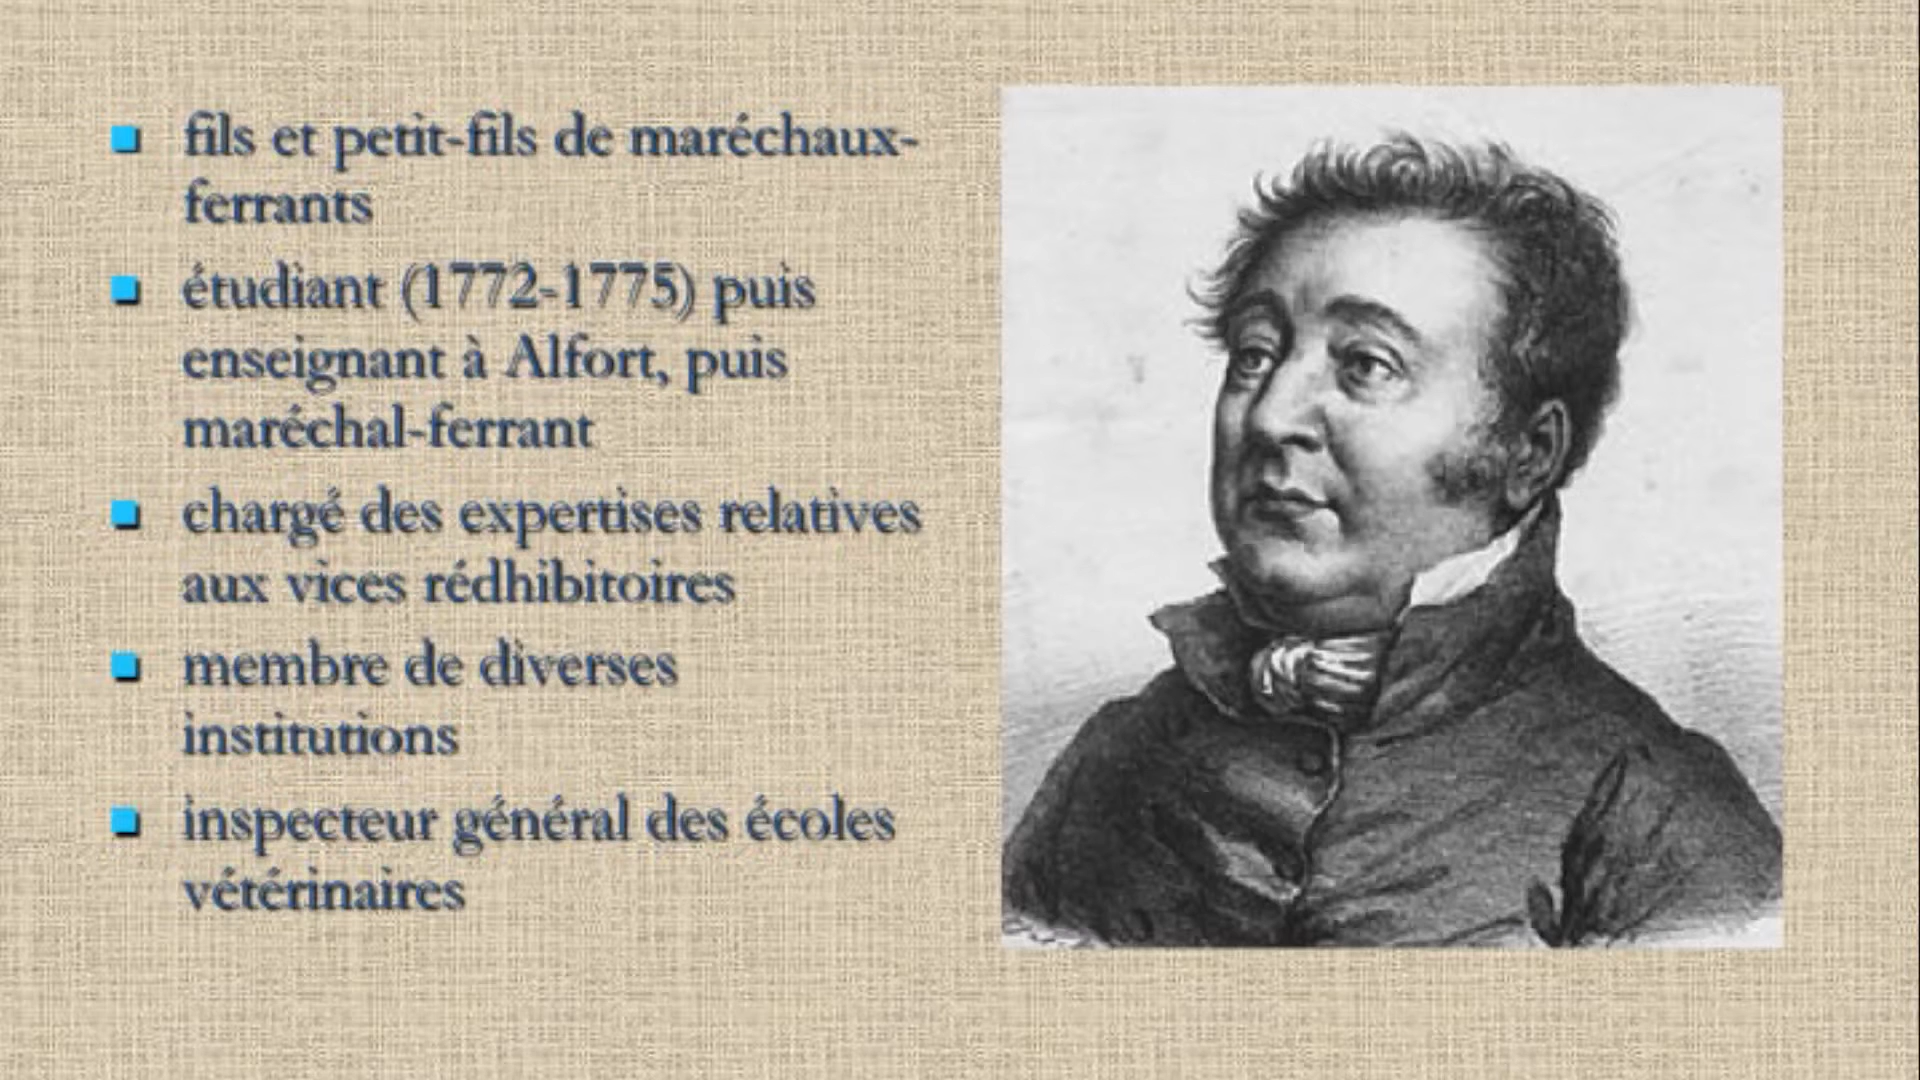 fils et petit-fils de maréchaux-
ferrants
étudiant (1772-1775) puis
enseignant à Alfort, puis
maréchal-ferrant
chargé des expertises relatives
aux vices rédhibitoires
membre de diverses
institutions
inspecteur général des écoles
vétérinaires